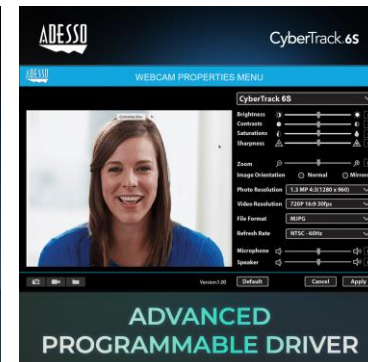 ADESSO
CyberTrack 6S
ADESSO
WEBCAM PROPERTIES MENU
CyberTrack 6S
Brightness
Contraste
Saturations
Sharpness
Zoom
Image Orientation Normal Mirror
Photo Resolution 1.3 MP 4:3(1280 x 960)
Video Resolution 720P 16:9 30fps
File Format MJPG
Refresh Rate NTSC - 60Hz
Microphone
Speaker
Version1.00 Default Cancel Apply
ADVANCED
PROGRAMMABLE DRIVER